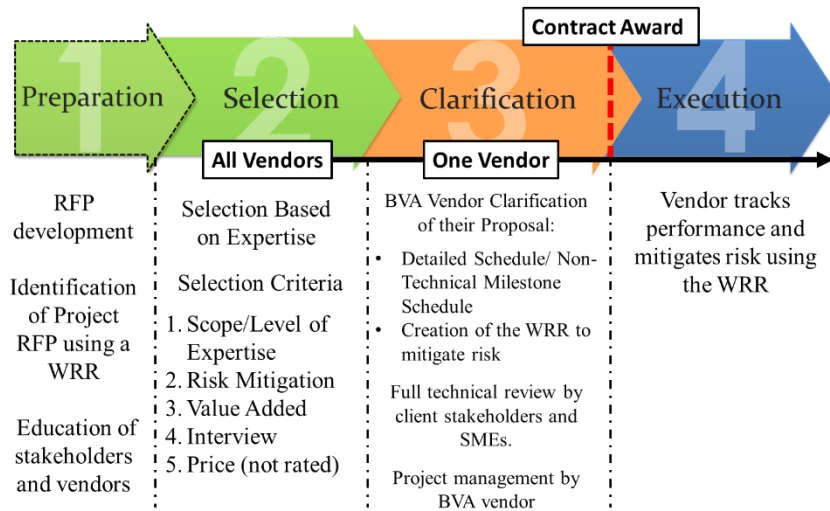 Contract Award
1
Preparation
2
Selection
3
Clarification
4
Execution
All Vendors
One Vendor
RFP
development
Identification
of Project
RFP using a
WRR
Education of
stakeholders
and vendors
Selection Based
on Expertise
Selection Criteria
1. Scope/Level of
Expertise
2. Risk Mitigation
3. Value Added
4. Interview
5. Price (not rated)
BVA Vendor Clarification
of their Proposal:
• Detailed Schedule/ Non-
Technical Milestone
Schedule
• Creation of the WRR to
mitigate risk
Full technical review by
client stakeholders and
SMEs.
Project management by
BVA vendor
Vendor tracks
performance and
mitigates risk using
the WRR